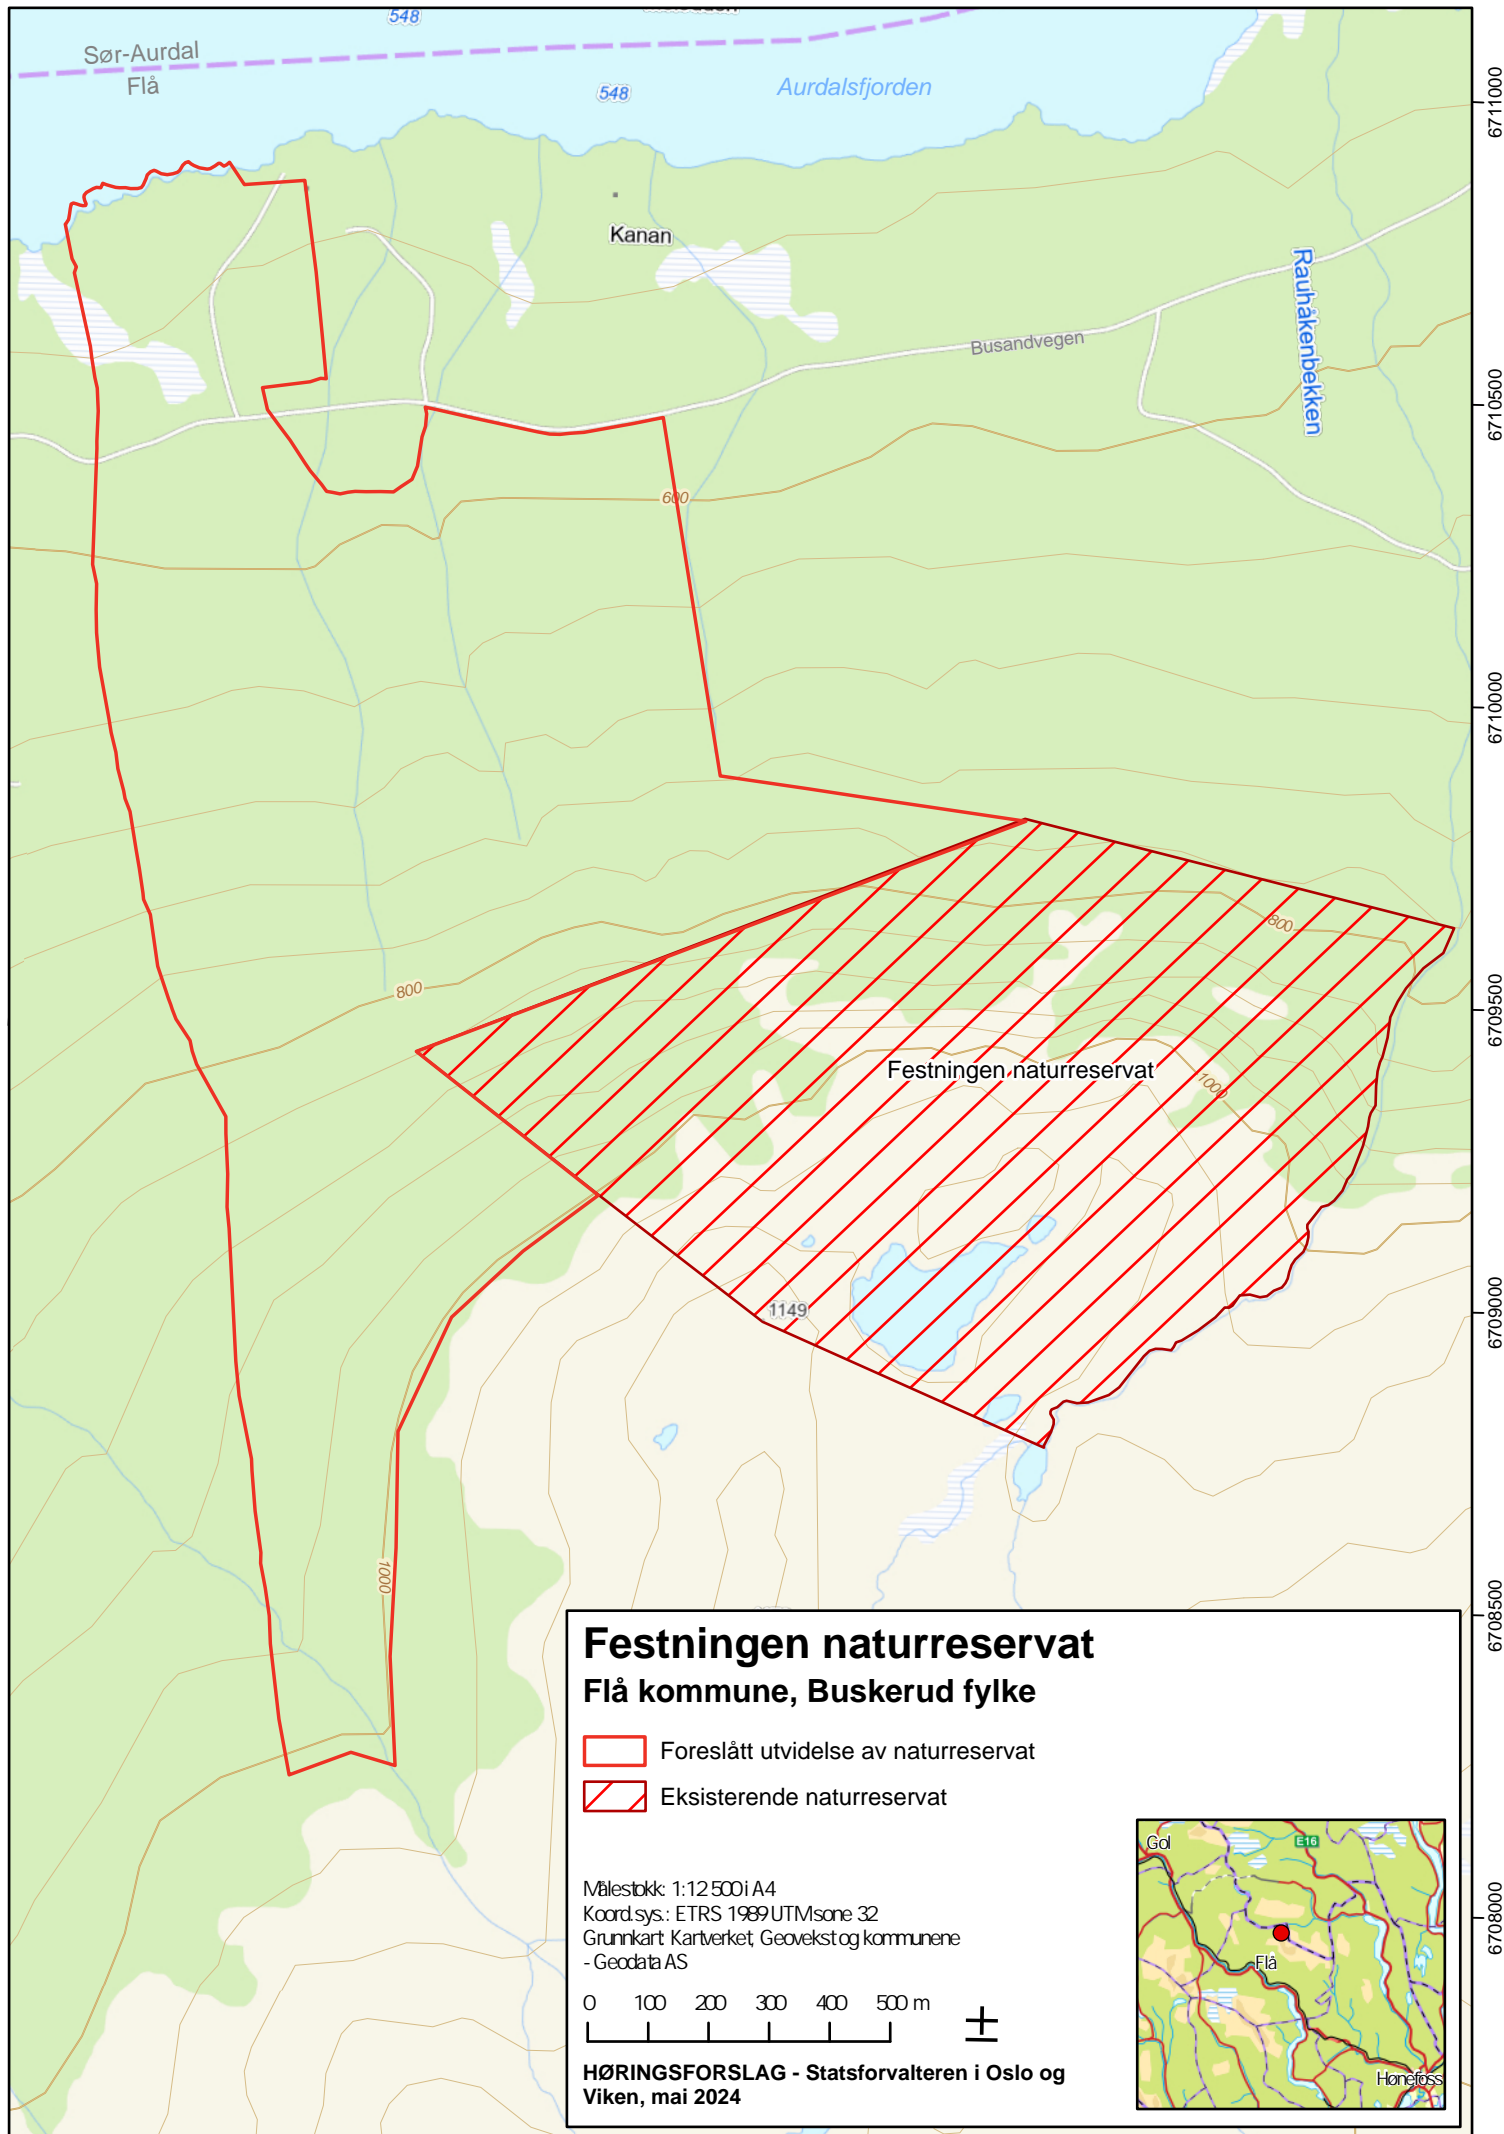 548
Sør-Aurdal
Flå
548
Aurdalsfjorden
6711000
Kanan
Rauhåkenbekken
Busandvegen
6710500
600
6710000
800
800
6709500
Festningen naturreservat
1000
1149
6709000
1000
6708500
Festningen naturreservat
Flå kommune, Buskerud fylke
Foreslått utvidelse av naturreservat
Eksisterende naturreservat
Målestokk: 1:12 500 i A4
Koord.sys.: ETRS 1989 UTM sone 32
Grunnkart: Kartverket, Geovekst og kommunene
- Geodata AS
0 100 200 300 400 500 m
HØRINGSFORSLAG - Statsforvalteren i Oslo og
Viken, mai 2024
Gol
E16
Flå
Hønefoss
6708000